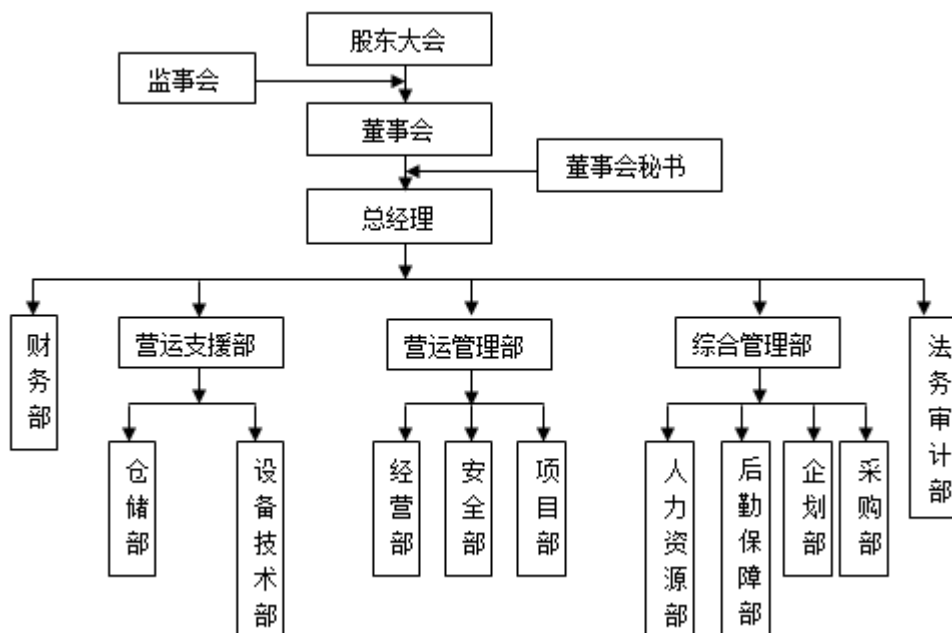 股东大会
监事会
董事会
董事会秘书
总经理
财务部
营运支援部
营运管理部
综合管理部
法务审计部
仓储部
设备技术部
经营部
安全部
项目部
人力资源部
后勤保障部
企划部
采购部